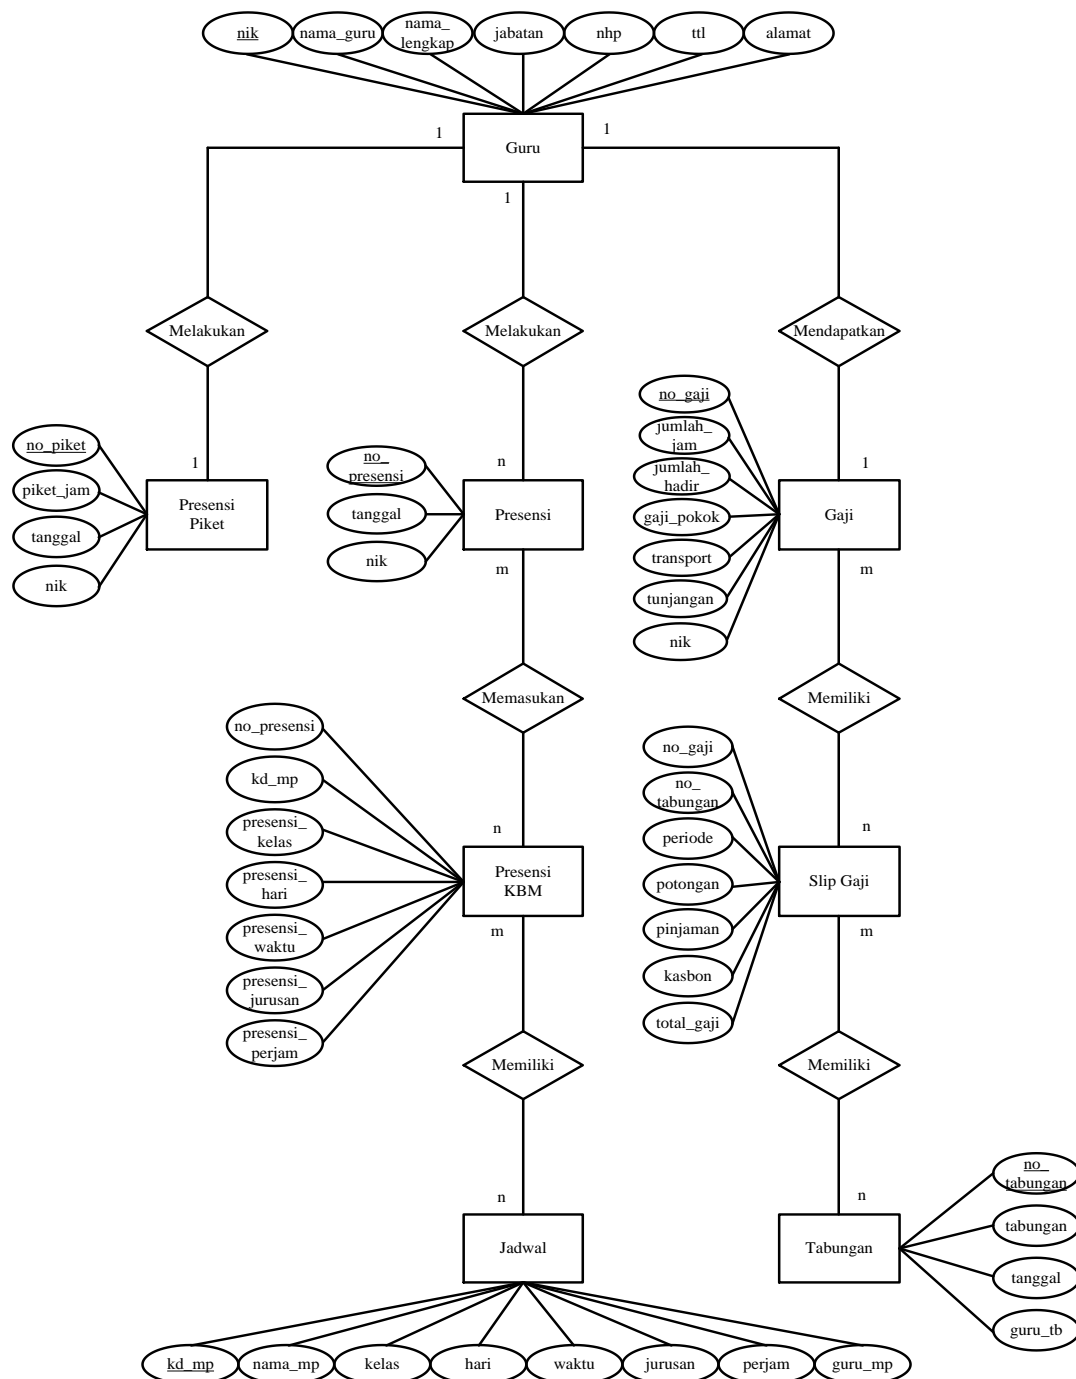 nik
nama_guru
nama_
lengkap
jabatan
nhp
ttl
alamat
1
Guru
1
1
Melakukan
Melakukan
Mendapatkan
no_piket
piket_jam
tanggal
nik
1
Presensi
Piket
no_
presensi
tanggal
nik
n
Presensi
m
no_gaji
jumlah_
jam
jumlah_
hadir
gaji_pokok
transport
tunjangan
nik
1
Gaji
m
Memasukan
Memiliki
no_presensi
kd_mp
presensi_
kelas
presensi_
hari
presensi_
waktu
presensi_
jurusan
presensi_
perjam
n
Presensi
KBM
m
no_gaji
no_
tabungan
periode
potongan
pinjaman
kasbon
total_gaji
n
Slip Gaji
m
Memiliki
Memiliki
n
Jadwal
n
Tabungan
no_
tabungan
tabungan
tanggal
guru_tb
kd_mp
nama_mp
kelas
hari
waktu
jurusan
perjam
guru_mp